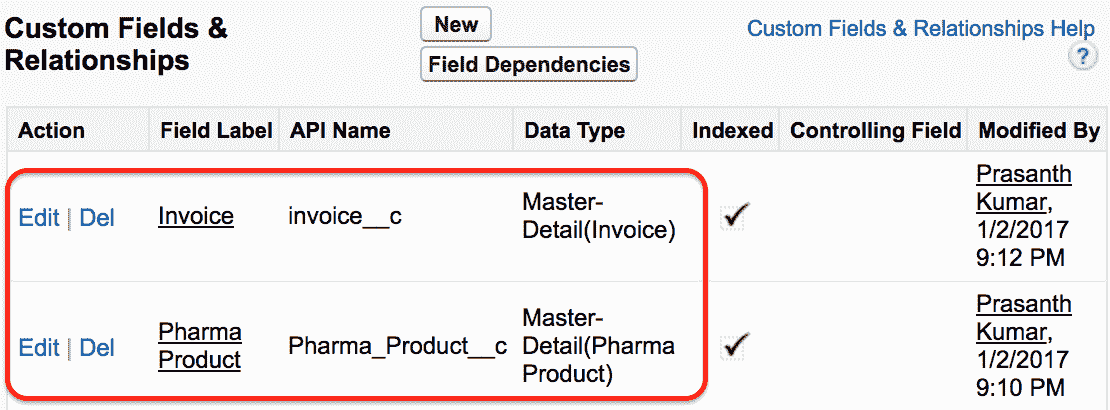 Custom Fields &
Relationships
New
Field Dependencies
Custom Fields & Relationships Help
?
Action Field Label API Name Data Type Indexed Controlling Field Modified By
Edit | Del Invoice invoice__c Master-
Detail(Invoice) Prasanth
Kumar,
1/2/2017
9:12 PM
Edit | Del Pharma
Product Pharma_Product__c Master-
Detail(Pharma
Product) Prasanth
Kumar,
1/2/2017
9:10 PM